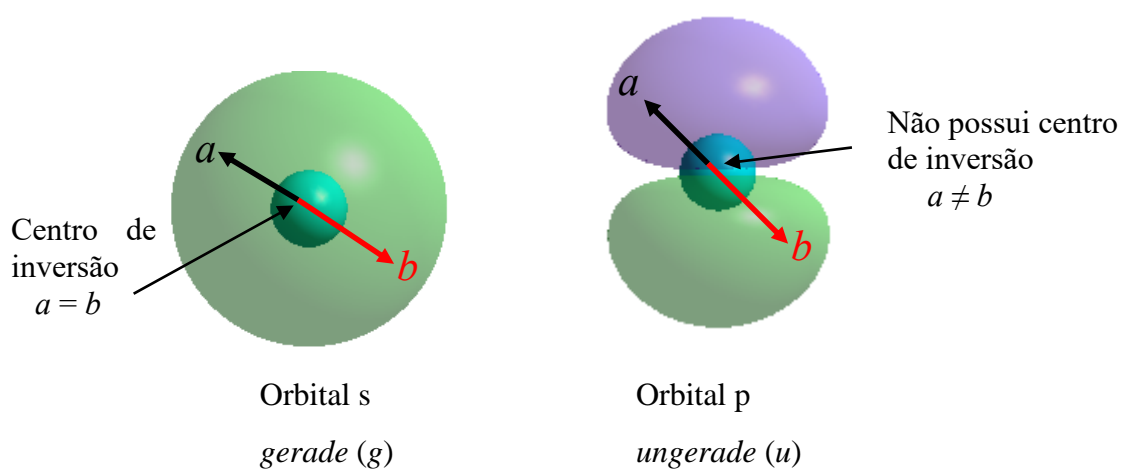 a
b
Centro de
inversão
a = b
Orbital s
gerade (g)
a
b
Não possui centro
de inversão
a ≠ b
Orbital p
ungerade (u)